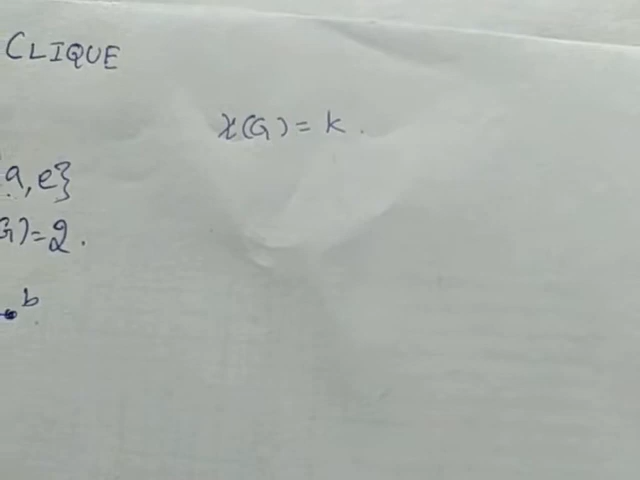 CLIQUE
χ(G) = k.
a, e}
G) = 2.
b